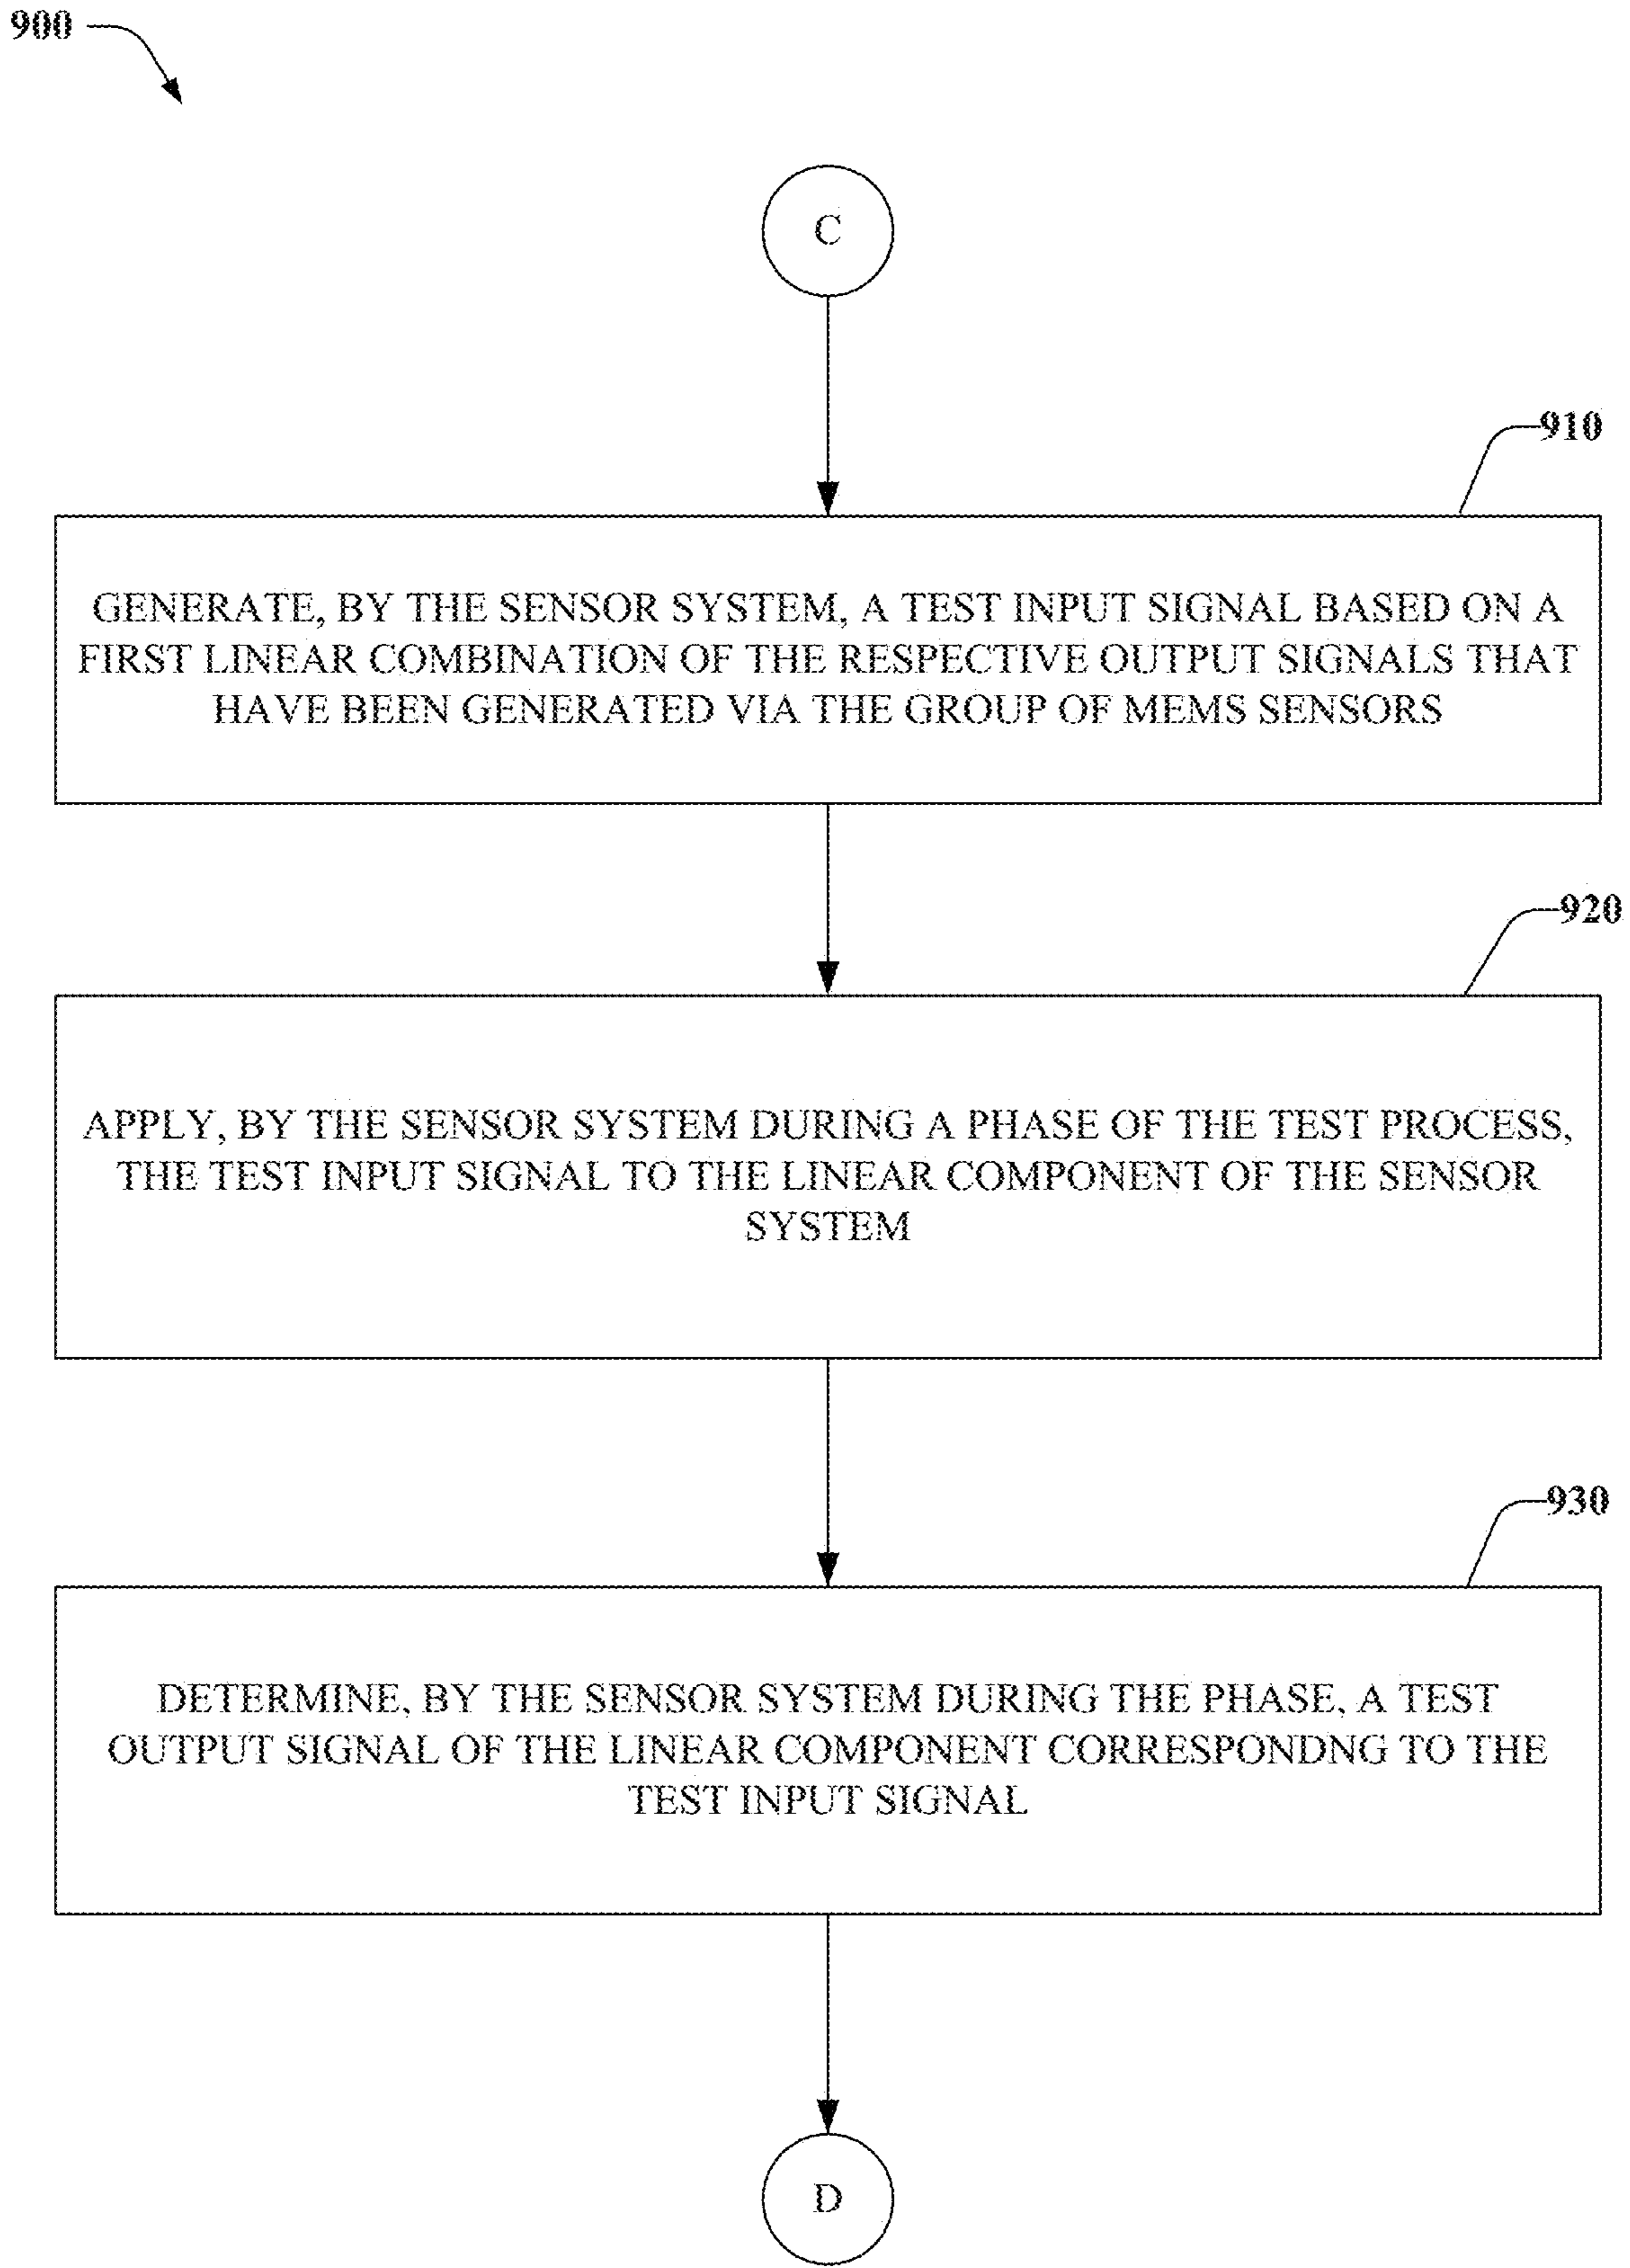 900
C
910
GENERATE, BY THE SENSOR SYSTEM, A TEST INPUT SIGNAL BASED ON A
FIRST LINEAR COMBINATION OF THE RESPECTIVE OUTPUT SIGNALS THAT
HAVE BEEN GENERATED VIA THE GROUP OF MEMS SENSORS
920
APPLY, BY THE SENSOR SYSTEM DURING A PHASE OF THE TEST PROCESS,
THE TEST INPUT SIGNAL TO THE LINEAR COMPONENT OF THE SENSOR
SYSTEM
930
DETERMINE, BY THE SENSOR SYSTEM DURING THE PHASE, A TEST
OUTPUT SIGNAL OF THE LINEAR COMPONENT CORRESPONDNG TO THE
TEST INPUT SIGNAL
D